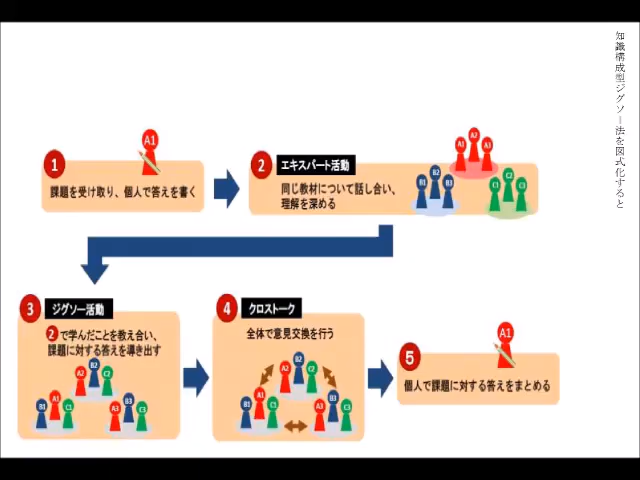 知識構成型ジグソー法を図式化すると
1
A1
課題を受け取り、個人で答えを書く
2
エキスパート活動
同じ教材について話し合い、
理解を深める
A1 A2 A3
B1 B2 B3
C1 C2 C3
3
ジグソー活動
2で学んだことを教え合い、
課題に対する答えを導き出す
A2 B2 C2
B1 A1 C1
A3 B3 C3
4
クロストーク
全体で意見交換を行う
A2 B2 C2
B1 A1 C1
A3 B3 C3
5
A1
個人で課題に対する答えをまとめる